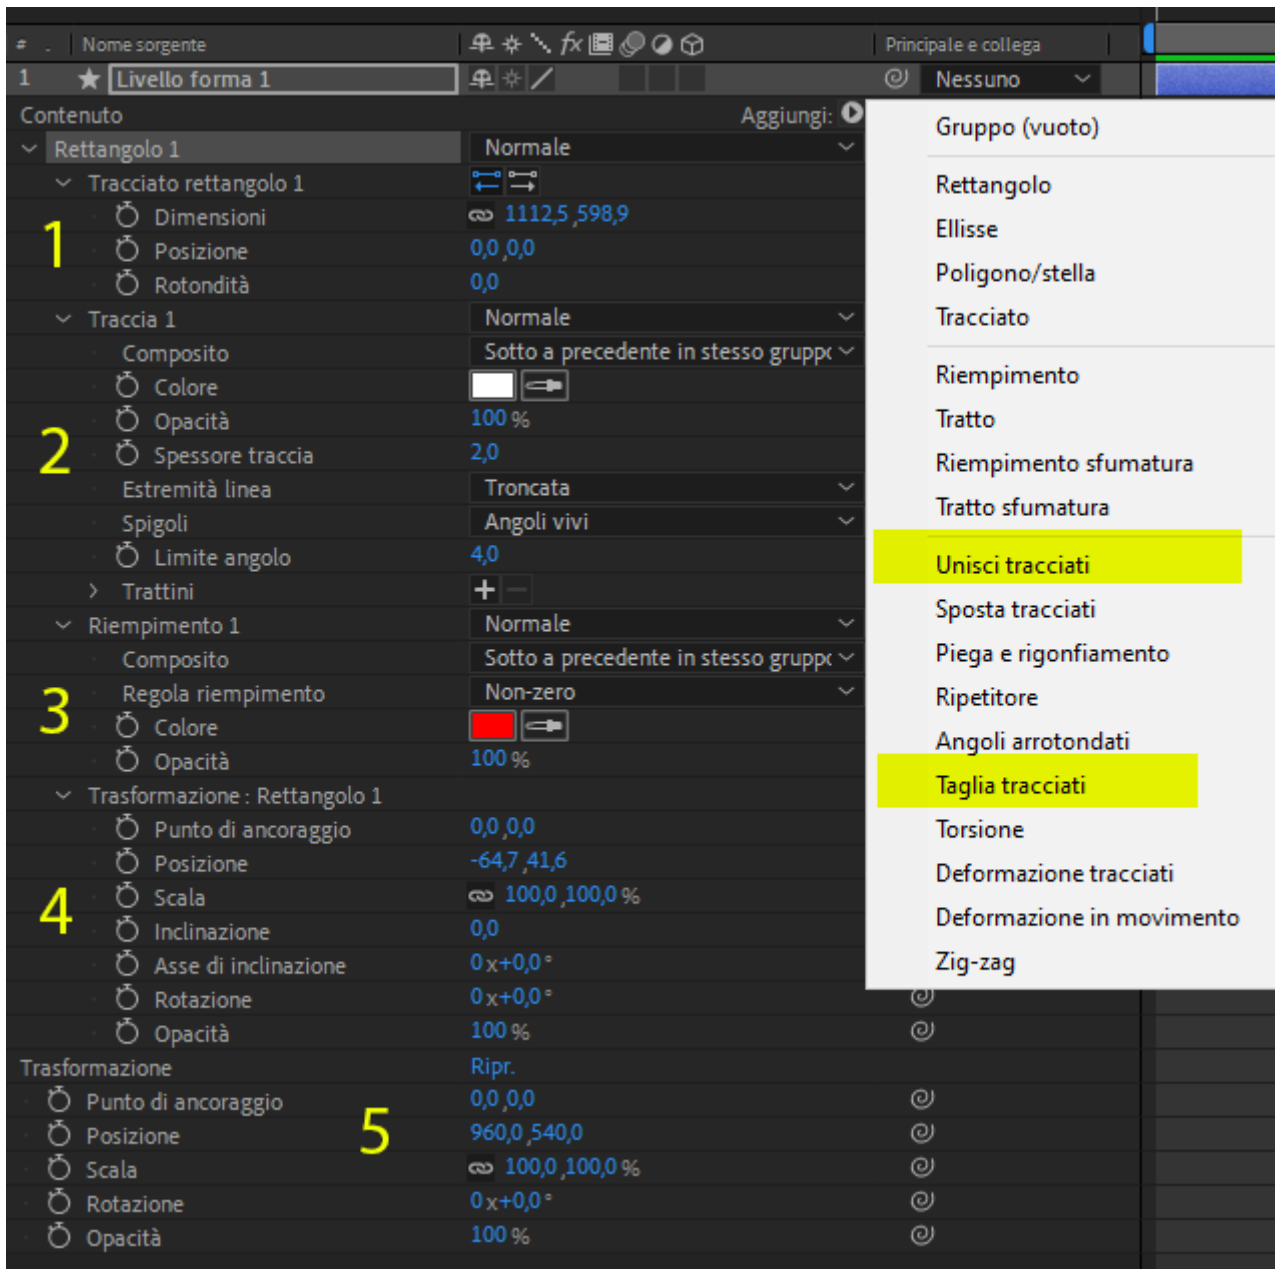 # . Nome sorgente fx Principale e collega
1 Livello forma 1 Nessuno
Contenuto Aggiungi:
Rettangolo 1 Normale
Tracciato rettangolo 1
Dimensioni 1112,5 ,598,9
Posizione 0,0 ,0,0
Rotondità 0,0
1
Traccia 1 Normale
Composito Sotto a precedente in stesso gruppo
Colore
Opacità 100 %
Spessore traccia 2,0
2
Estremità linea Troncata
Spigoli Angoli vivi
Limite angolo 4,0
Trattini + −
Riempimento 1 Normale
Composito Sotto a precedente in stesso gruppo
Regola riempimento Non-zero
3
Colore
Opacità 100 %
Trasformazione : Rettangolo 1
Punto di ancoraggio 0,0 ,0,0
Posizione -64,7 ,41,6
Scala 100,0 ,100,0 %
4
Inclinazione 0,0
Asse di inclinazione 0 x +0,0 °
Rotazione 0 x +0,0 °
Opacità 100 %
Trasformazione Ripr.
Punto di ancoraggio 0,0 ,0,0
5
Posizione 960,0 ,540,0
Scala 100,0 ,100,0 %
Rotazione 0 x +0,0 °
Opacità 100 %
Gruppo (vuoto)
Rettangolo
Ellisse
Poligono/stella
Tracciato
Riempimento
Tratto
Riempimento sfumatura
Tratto sfumatura
Unisci tracciati
Sposta tracciati
Piega e rigonfiamento
Ripetitore
Angoli arrotondati
Taglia tracciati
Torsione
Deformazione tracciati
Deformazione in movimento
Zig-zag